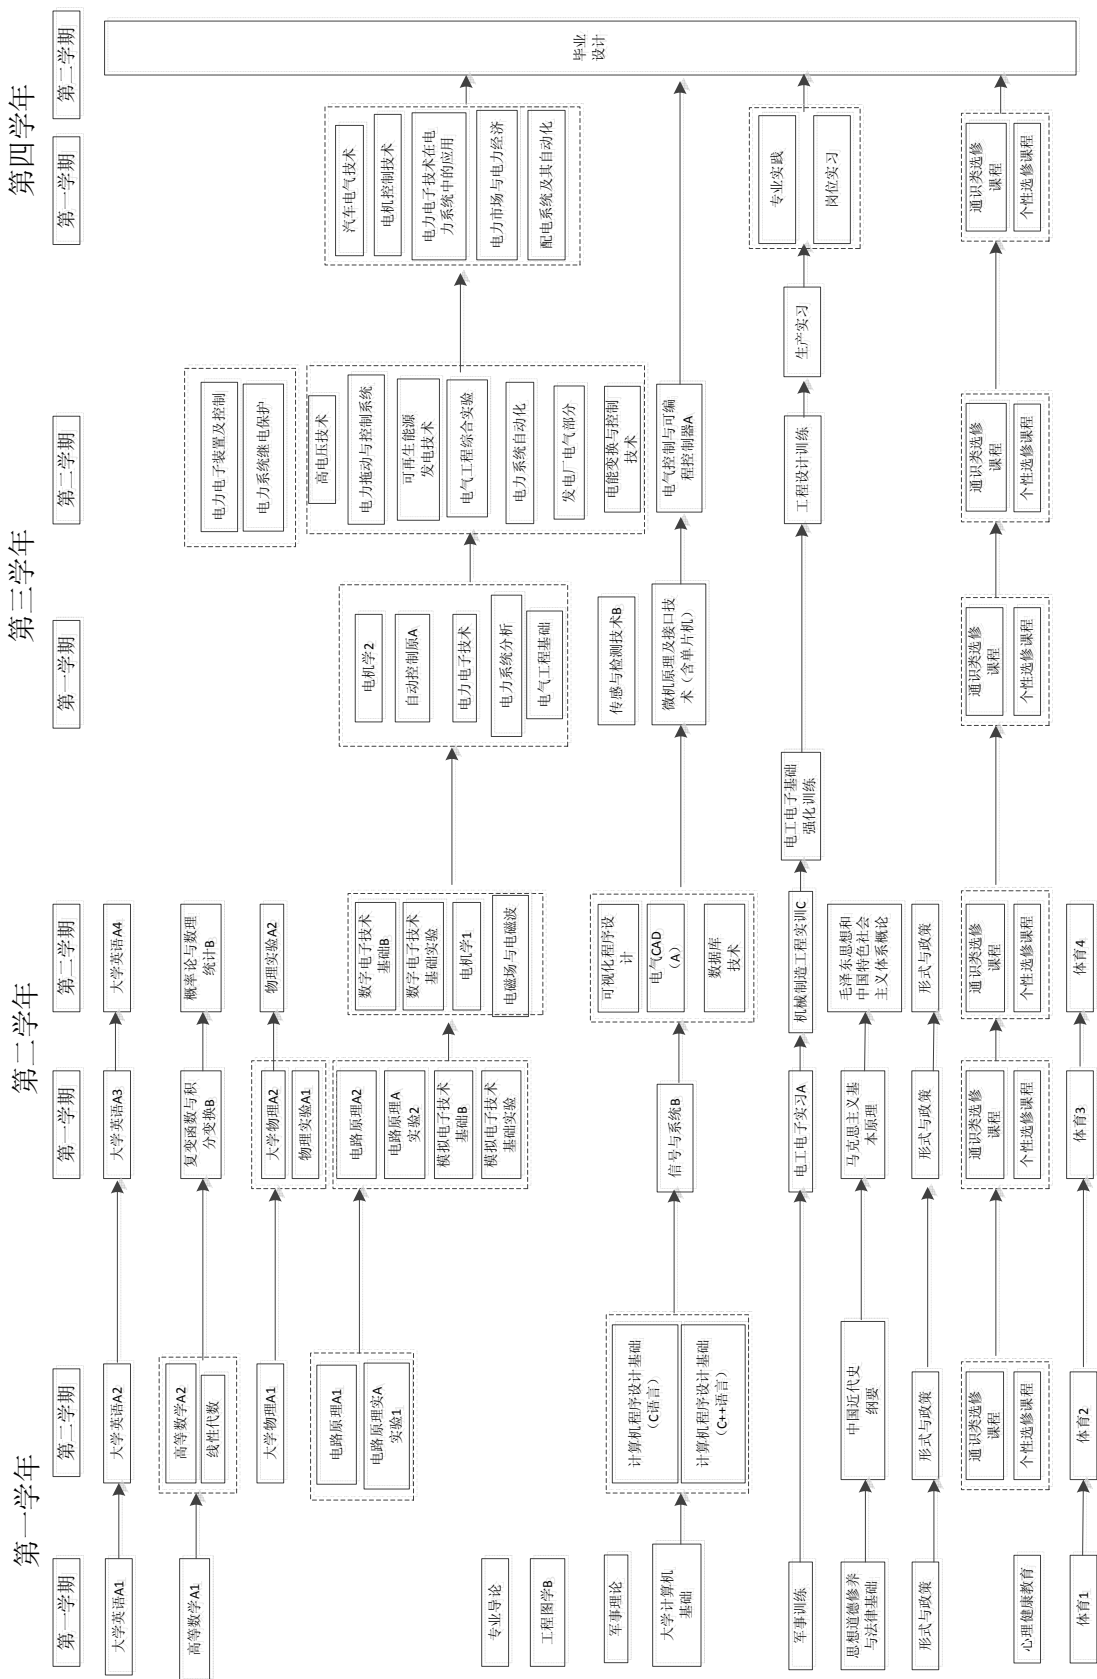 第一学年
第二学年
第三学年
第四学年
第一学期
第二学期
第一学期
第二学期
第一学期
第二学期
第一学期
第二学期
大学英语A1
大学英语A2
大学英语A3
大学英语A4
高等数学A1
高等数学A2
线性代数
复变函数与积
分变换B
概率论与数理
统计B
大学物理A1
大学物理A2
物理实验A1
物理实验A2
电力电子装置及控制
电力系统继电保护
电路原理A1
电路原理实A
实验1
电路原理A2
电路原理A
实验2
模拟电子技术
基础B
模拟电子技术
基础实验
数字电子技术
基础B
数字电子技术
基础实验
电机学1
电磁场与电磁波
电机学2
自动控制原A
电力电子技术
电力系统分析
电气工程基础
高电压技术
电力拖动与控制系统
可再生能源
发电技术
电气工程综合实验
电力系统自动化
发电厂电气部分
电能变换与控制
技术
汽车电气技术
电机控制技术
电力电子技术在电
力系统中的应用
电力市场与电力经济
配电系统及其自动化
毕业
设计
专业导论
工程图学B
军事理论
大学计算机
基础
计算机程序设计基础
（C语言）
计算机程序设计基础
（C++语言）
信号与系统B
可视化程序设
计
电气CAD
（A）
数据库
技术
传感与检测技术B
微机原理及接口技
术（含单片机）
电气控制与可编
程控制器A
军事训练
电工电子实习A
机械制造工程实训C
电工电子基础
强化训练
工程设计训练
生产实习
专业实践
岗位实习
思想道德修养
与法律基础
中国近代史
纲要
马克思主义基
本原理
毛泽东思想和
中国特色社会
主义体系概论
形式与政策
形式与政策
形式与政策
形式与政策
心理健康教育
通识类选修
课程
个性选修课程
通识类选修
课程
个性选修课程
通识类选修
课程
个性选修课程
通识类选修
课程
个性选修课程
通识类选修
课程
个性选修课程
通识类选修
课程
个性选修课程
体育1
体育2
体育3
体育4